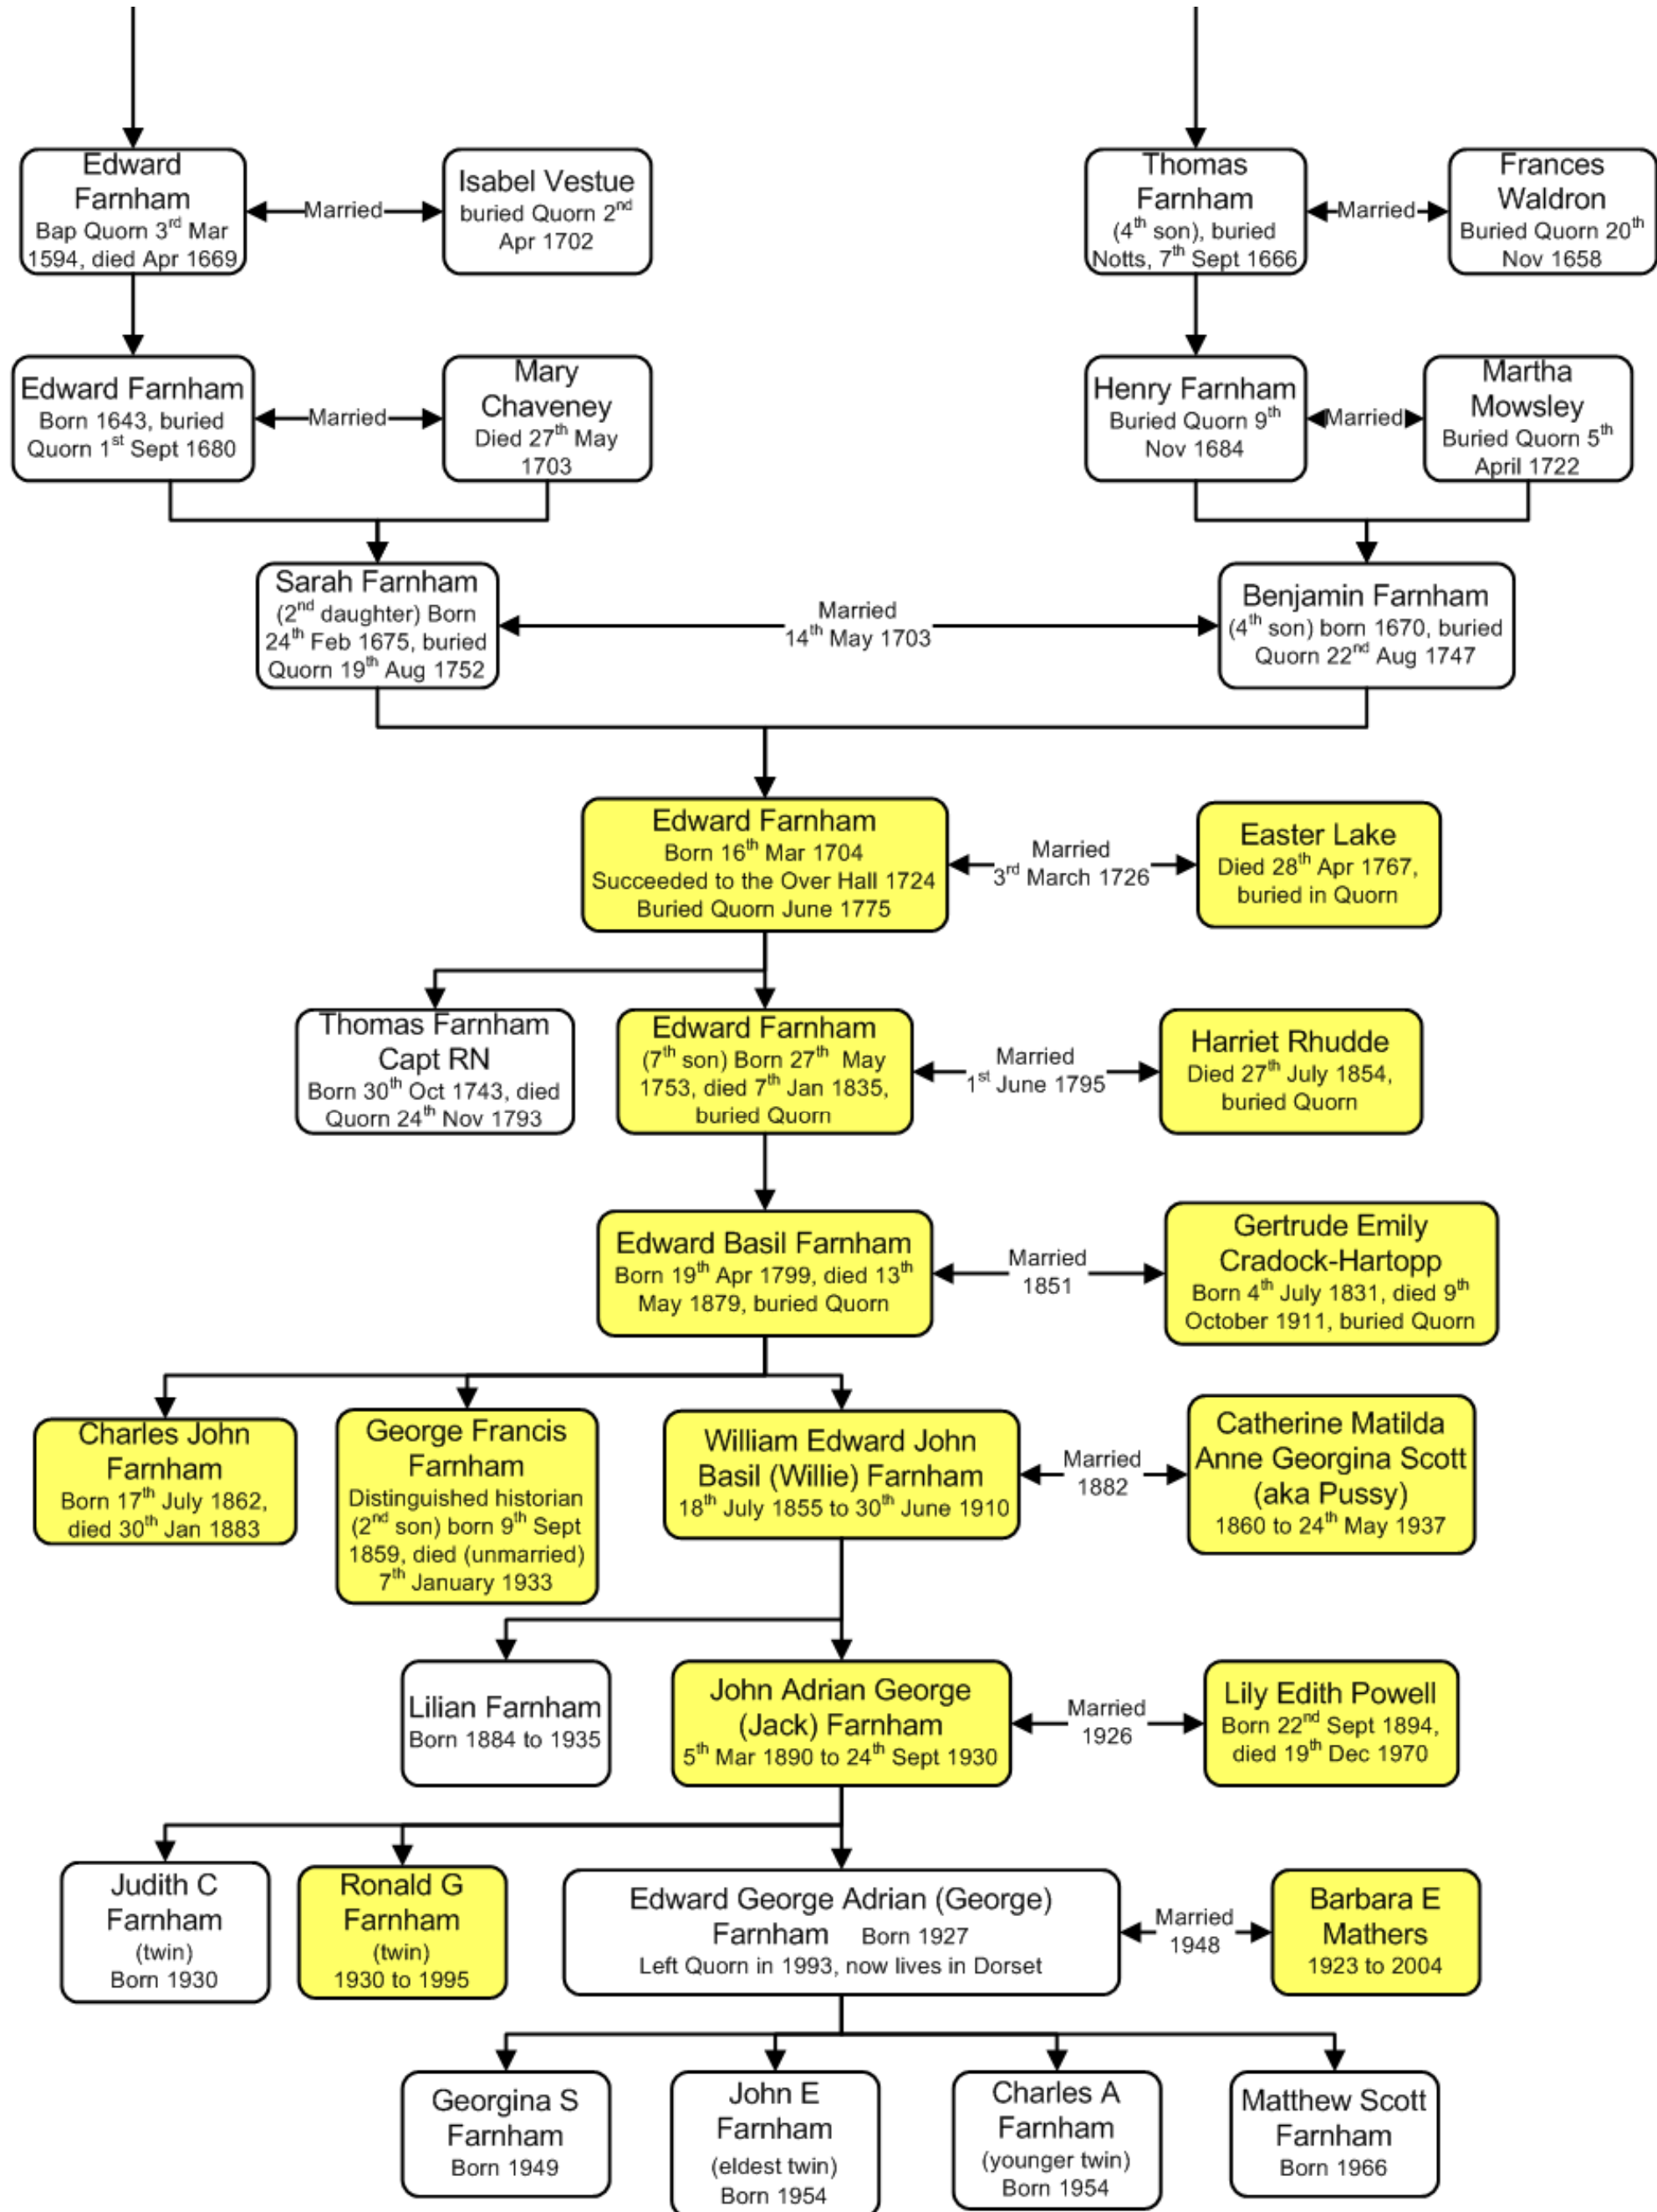 Edward
Farnham
Bap Quorn 3rd Mar
1594, died Apr 1669
Married
Isabel Vestue
buried Quorn 2nd
Apr 1702
Thomas
Farnham
(4th son), buried
Notts, 7th Sept 1666
Married
Frances
Waldron
Buried Quorn 20th
Nov 1658
Edward Farnham
Born 1643, buried
Quorn 1st Sept 1680
Married
Mary
Chaveney
Died 27th May
1703
Henry Farnham
Buried Quorn 9th
Nov 1684
Married
Martha
Mowsley
Buried Quorn 5th
April 1722
Sarah Farnham
(2nd daughter) Born
24th Feb 1675, buried
Quorn 19th Aug 1752
Married
14th May 1703
Benjamin Farnham
(4th son) born 1670, buried
Quorn 22nd Aug 1747
Edward Farnham
Born 16th Mar 1704
Succeeded to the Over Hall 1724
Buried Quorn June 1775
Married
3rd March 1726
Easter Lake
Died 28th Apr 1767,
buried in Quorn
Thomas Farnham
Capt RN
Born 30th Oct 1743, died
Quorn 24th Nov 1793
Edward Farnham
(7th son) Born 27th May
1753, died 7th Jan 1835,
buried Quorn
Married
1st June 1795
Harriet Rhudde
Died 27th July 1854,
buried Quorn
Edward Basil Farnham
Born 19th Apr 1799, died 13th
May 1879, buried Quorn
Married
1851
Gertrude Emily
Cradock-Hartopp
Born 4th July 1831, died 9th
October 1911, buried Quorn
Charles John
Farnham
Born 17th July 1862,
died 30th Jan 1883
George Francis
Farnham
Distinguished historian
(2nd son) born 9th Sept
1859, died (unmarried)
7th January 1933
William Edward John
Basil (Willie) Farnham
18th July 1855 to 30th June 1910
Married
1882
Catherine Matilda
Anne Georgina Scott
(aka Pussy)
1860 to 24th May 1937
Lilian Farnham
Born 1884 to 1935
John Adrian George
(Jack) Farnham
5th Mar 1890 to 24th Sept 1930
Married
1926
Lily Edith Powell
Born 22nd Sept 1894,
died 19th Dec 1970
Judith C
Farnham
(twin)
Born 1930
Ronald G
Farnham
(twin)
1930 to 1995
Edward George Adrian (George)
Farnham Born 1927
Left Quorn in 1993, now lives in Dorset
Married
1948
Barbara E
Mathers
1923 to 2004
Georgina S
Farnham
Born 1949
John E
Farnham
(eldest twin)
Born 1954
Charles A
Farnham
(younger twin)
Born 1954
Matthew Scott
Farnham
Born 1966